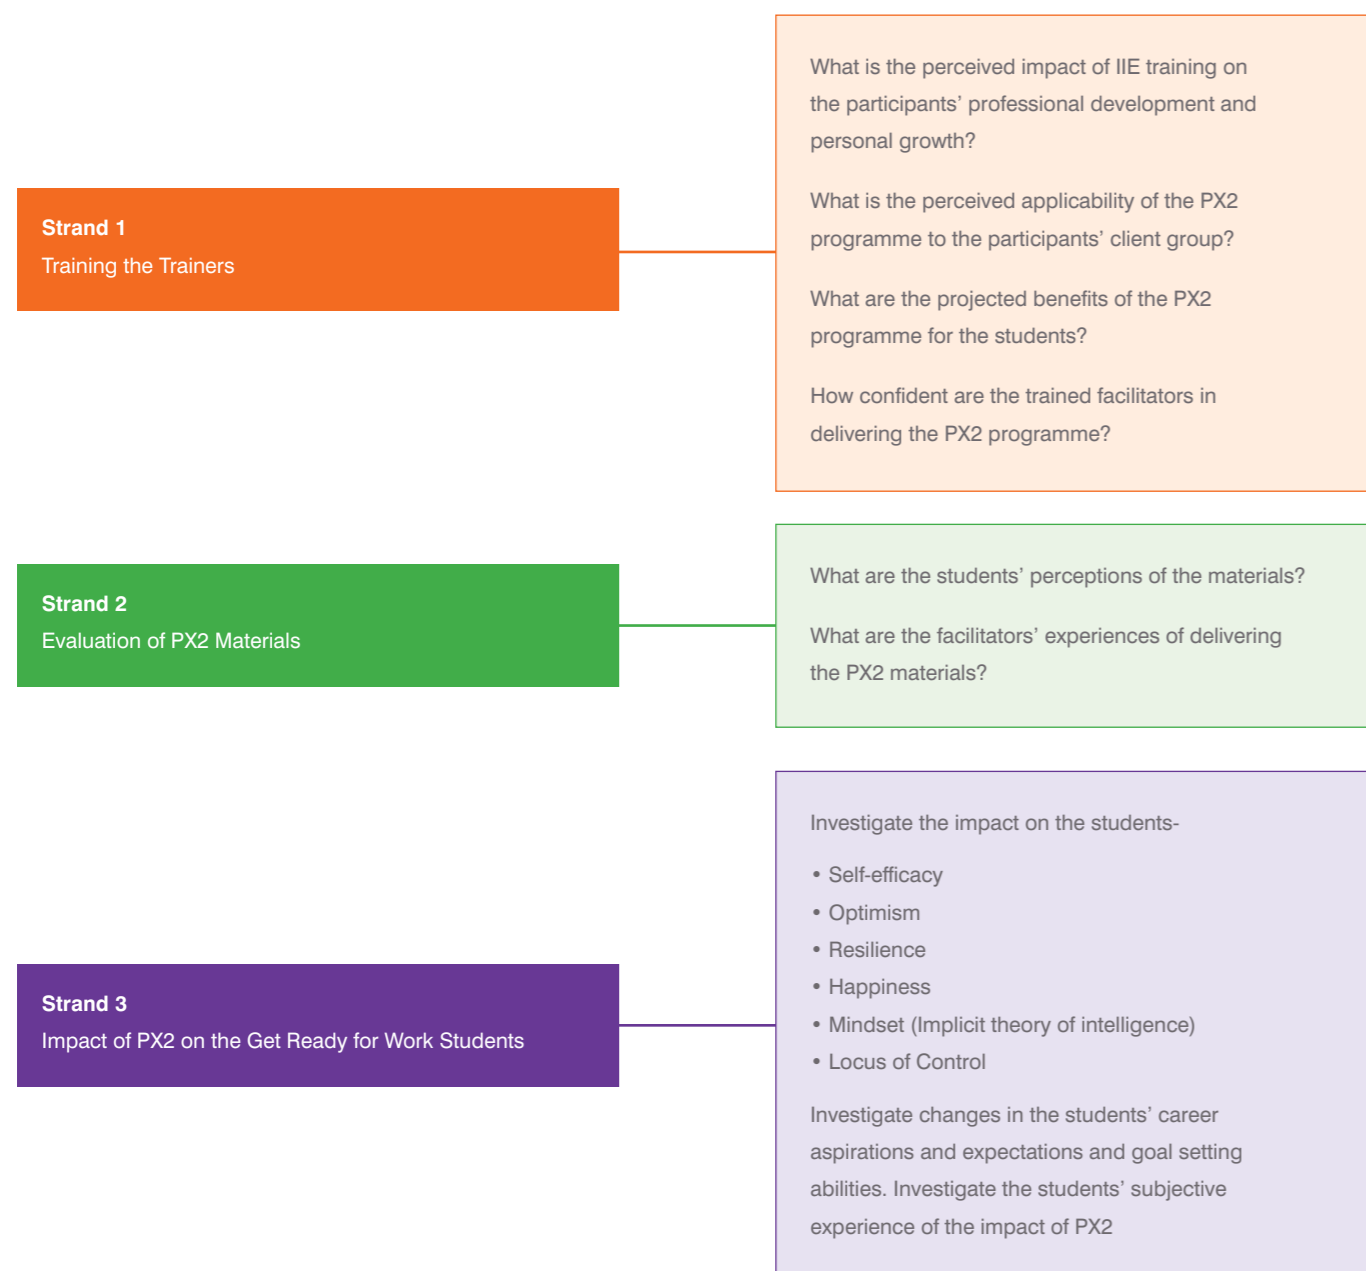 Strand 1
Training the Trainers
What is the perceived impact of IIE training on
the participants’ professional development and
personal growth?
What is the perceived applicability of the PX2
programme to the participants’ client group?
What are the projected benefits of the PX2
programme for the students?
How confident are the trained facilitators in
delivering the PX2 programme?
Strand 2
Evaluation of PX2 Materials
What are the students’ perceptions of the materials?
What are the facilitators’ experiences of delivering
the PX2 materials?
Strand 3
Impact of PX2 on the Get Ready for Work Students
Investigate the impact on the students-
• Self-efficacy
• Optimism
• Resilience
• Happiness
• Mindset (Implicit theory of intelligence)
• Locus of Control
Investigate changes in the students’ career
aspirations and expectations and goal setting
abilities. Investigate the students’ subjective
experience of the impact of PX2